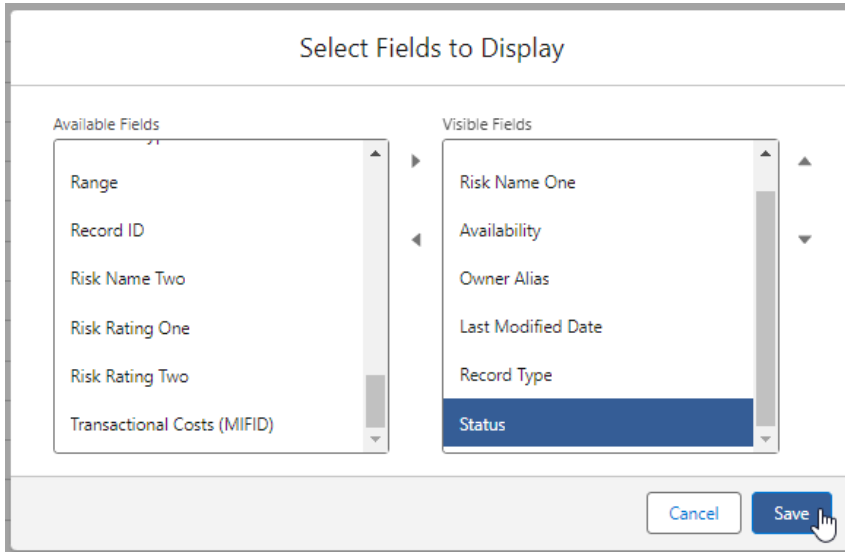 Select Fields to Display
Available Fields
Range
Record ID
Risk Name Two
Risk Rating One
Risk Rating Two
Transactional Costs (MIFID)
Visible Fields
Risk Name One
Availability
Owner Alias
Last Modified Date
Record Type
Status
Cancel
Save